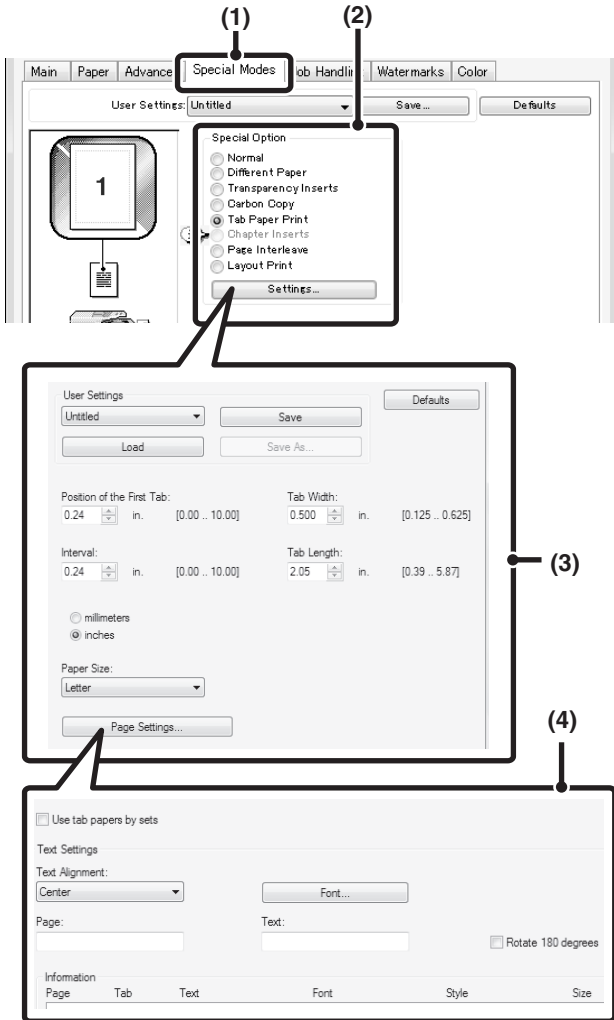 (1)
(2)
Main Paper Advance Special Modes ob Handlin Watermarks Color
User Settings: Untitled Save... Defaults
Special Option
1
Normal
Different Paper
Transparency Inserts
Carbon Copy
Tab Paper Print
Chapter Inserts
Page Interleave
Layout Print
Settings...
User Settings
Defaults
Untitled Save
Load Save As...
Position of the First Tab: Tab Width:
0.24 in. [0.00 .. 10.00] 0.500 in. [0.125 .. 0.625]
Interval: Tab Length:
0.24 in. [0.00 .. 10.00] 2.05 in. [0.39 .. 5.87]
(3)
millimeters
inches
Paper Size:
Letter
Page Settings...
(4)
Use tab papers by sets
Text Settings
Text Alignment:
Center Font...
Page: Text:
Rotate 180 degrees
Information
Page Tab Text Font Style Size